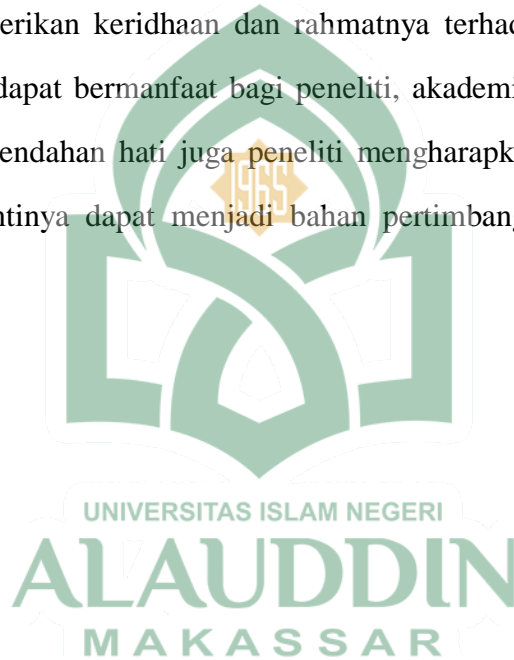 erikan keridhaan dan rahmatnya terhad
dapat bermanfaat bagi peneliti, akademi
endahan hati juga peneliti mengharapk
ntinya dapat menjadi bahan pertimbang
1965
UNIVERSITAS ISLAM NEGERI
ALAUDDIN
MAKASSAR